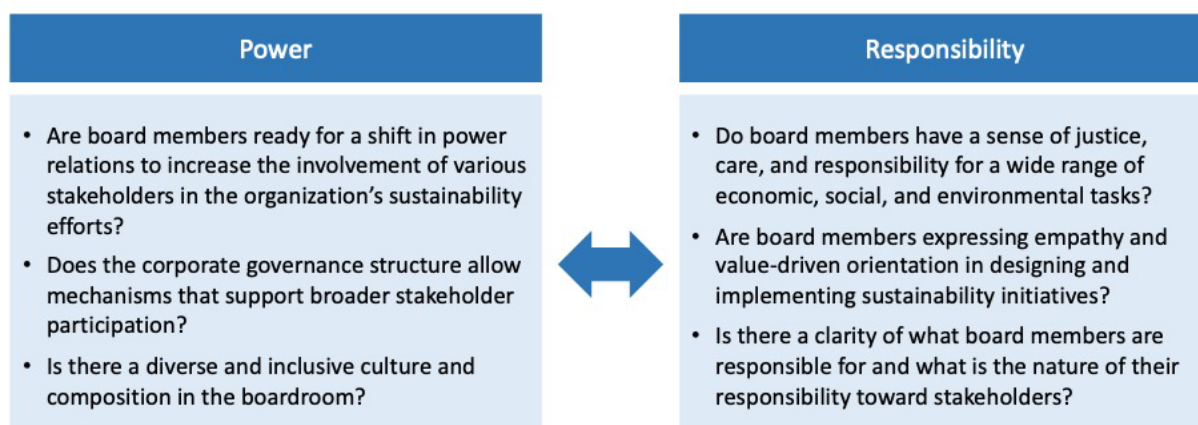 Power
• Are board members ready for a shift in power
relations to increase the involvement of various
stakeholders in the organization’s sustainability
efforts?
• Does the corporate governance structure allow
mechanisms that support broader stakeholder
participation?
• Is there a diverse and inclusive culture and
composition in the boardroom?
Responsibility
• Do board members have a sense of justice,
care, and responsibility for a wide range of
economic, social, and environmental tasks?
• Are board members expressing empathy and
value-driven orientation in designing and
implementing sustainability initiatives?
• Is there a clarity of what board members are
responsible for and what is the nature of their
responsibility toward stakeholders?